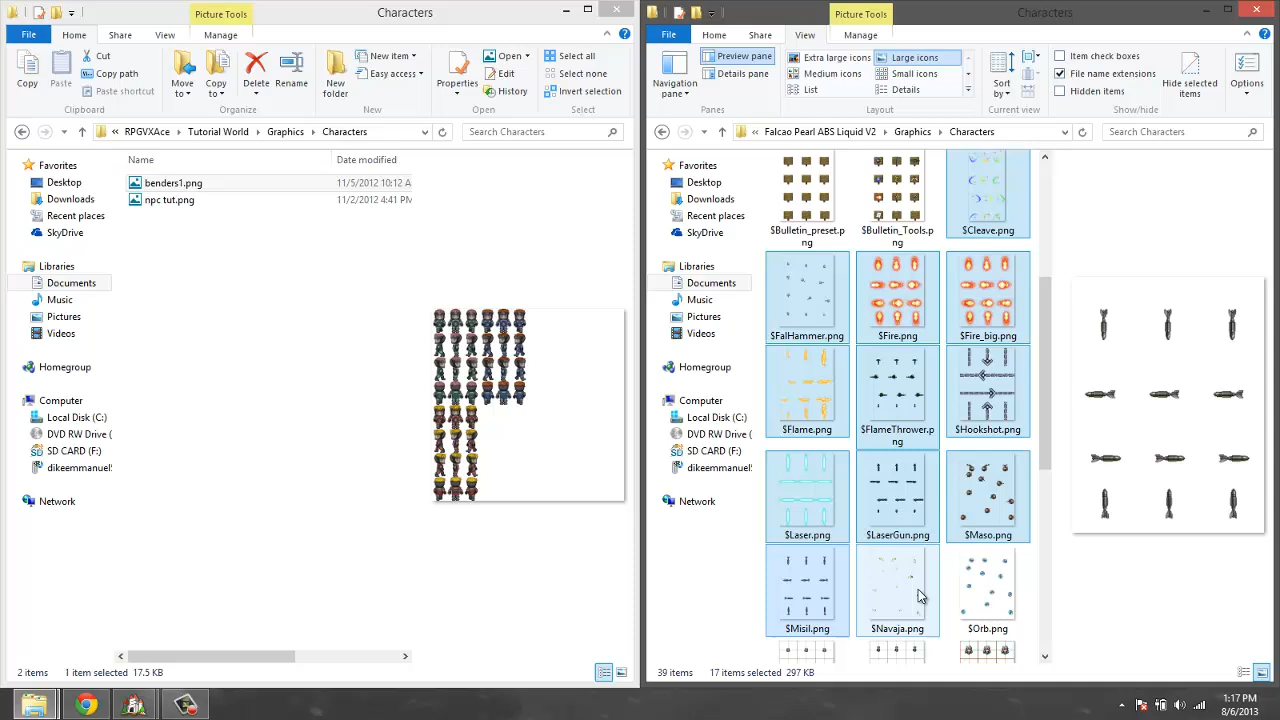 Picture Tools
Characters
File
Home
Share
View
Manage
Copy
Paste
Cut
Copy path
Paste shortcut
Clipboard
Move to
Copy to
Delete
Rename
Organize
New folder
New item
Easy access
New
Properties
Open
Edit
History
Open
Select all
Select none
Invert selection
Select
RPGVXAce
Tutorial World
Graphics
Characters
Search Characters
Name
Date modified
benders1.png
11/5/2012 10:12 A
npc tut.png
11/2/2012 4:41 PM
Favorites
Desktop
Downloads
Recent places
SkyDrive
Libraries
Documents
Music
Pictures
Videos
Homegroup
Computer
Local Disk (C:)
DVD RW Drive (
SD CARD (F:)
dikeemmanuel
Network
2 items
1 item selected 17.5 KB
Picture Tools
Characters
File
Home
Share
View
Manage
Navigation pane
Preview pane
Details pane
Panes
Extra large icons
Large icons
Medium icons
Small icons
List
Details
Layout
Sort by
Current view
Item check boxes
File name extensions
Hidden items
Hide selected items
Show/hide
Options
Falcao Pearl ABS Liquid V2
Graphics
Characters
Search Characters
Favorites
Desktop
Downloads
Recent places
SkyDrive
Libraries
Documents
Music
Pictures
Videos
Homegroup
Computer
Local Disk (C:)
DVD RW Drive (
SD CARD (F:)
dikeemmanuel
Network
$Bulletin_preset.png
$Bulletin_Tools.png
$Cleave.png
$FalHammer.png
$Fire.png
$Fire_big.png
$Flame.png
$FlameThrower.png
$Hookshot.png
$Laser.png
$LaserGun.png
$Maso.png
$Misil.png
$Navaja.png
$Orb.png
39 items
17 items selected 297 KB
1:17 PM
8/6/2013